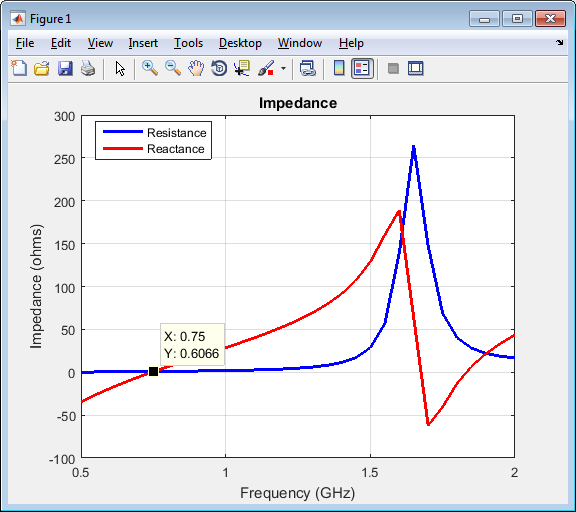 Figure 1
File Edit View Insert Tools Desktop Window Help
Impedance
300
250
200
150
100
50
0
-50
-100
Impedance (ohms)
Resistance
Reactance
X: 0.75
Y: 0.6066
0.5 1 1.5 2
Frequency (GHz)